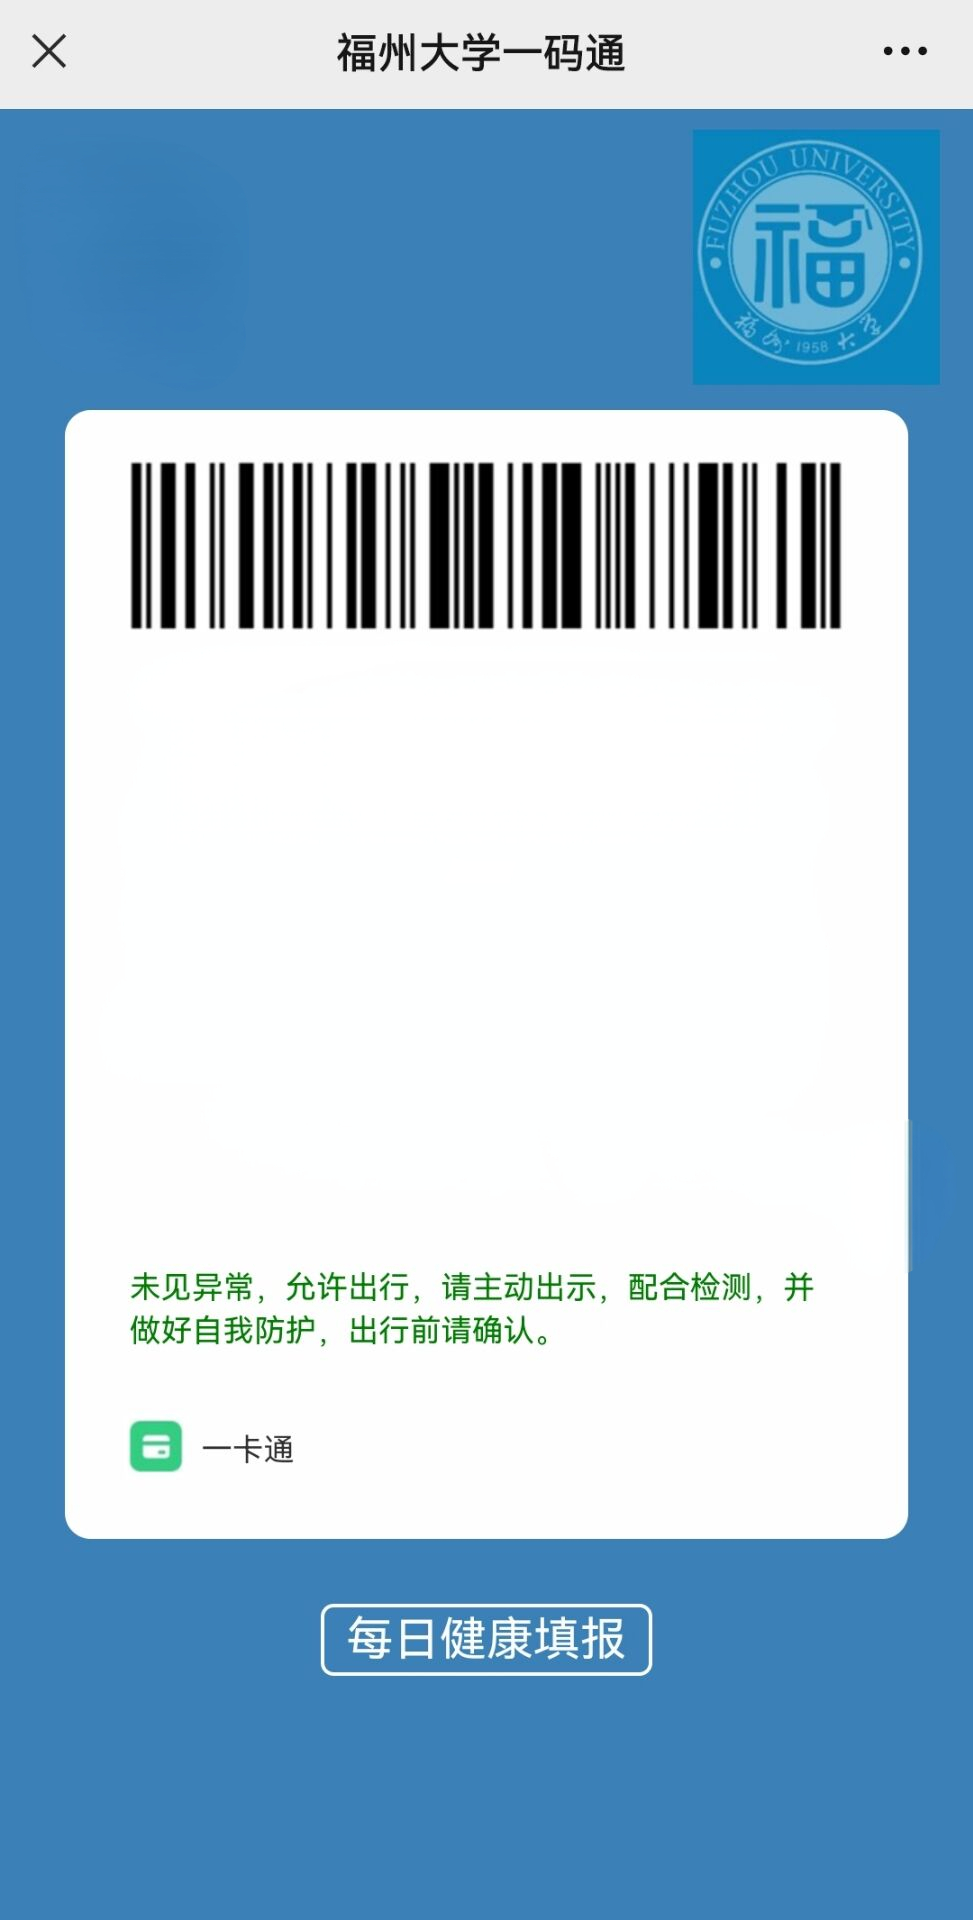 福州大学一码通
FUZHOU UNIVERSITY
福
福州大学
1958
未见异常，允许出行，请主动出示，配合检测，并
做好自我防护，出行前请确认。
一卡通
每日健康填报